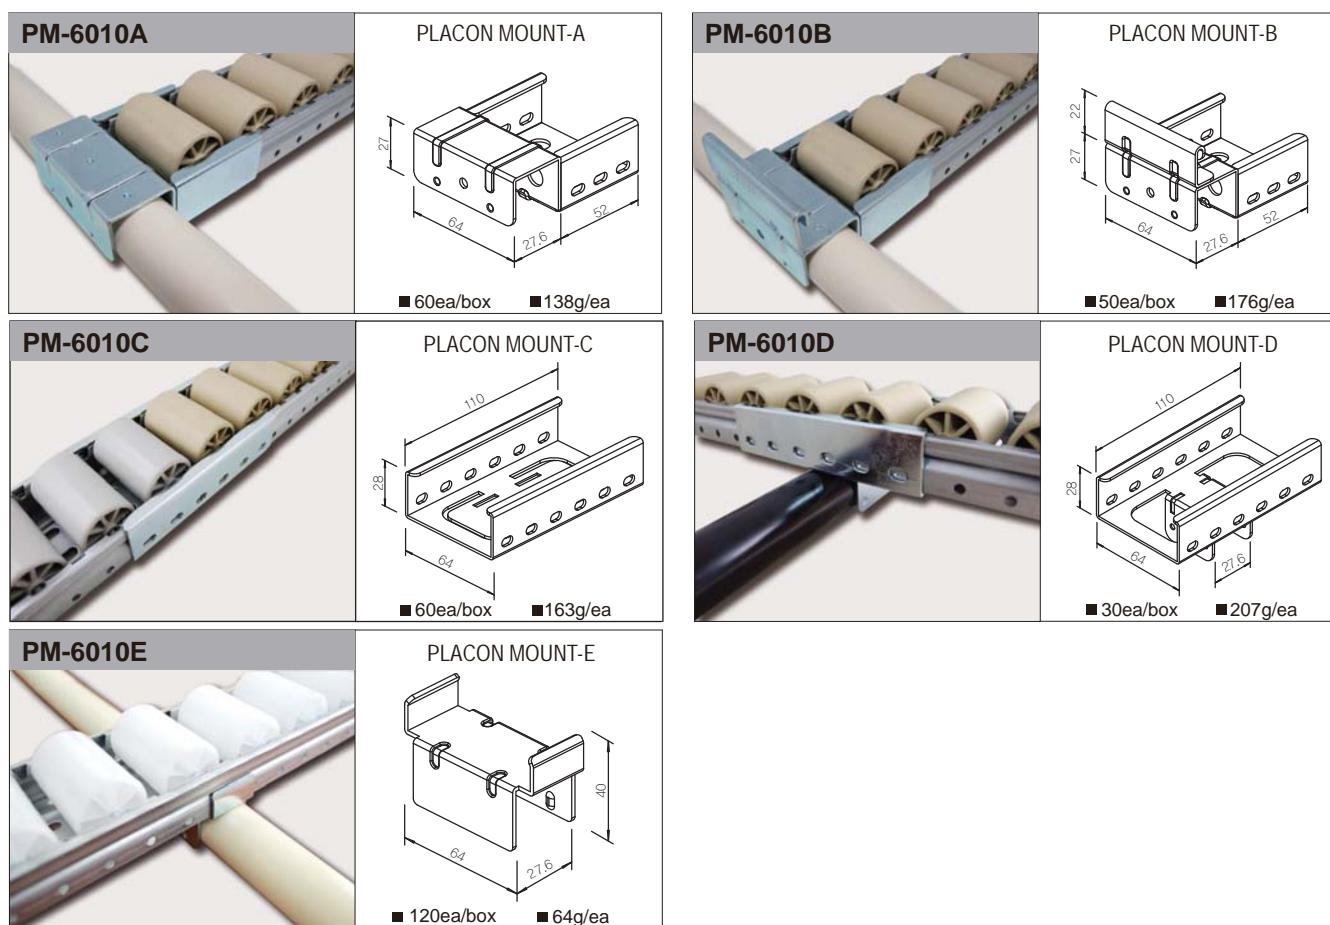 PM-6010A
PLACON MOUNT-A
27
64
27.6
52
■ 60ea/box ■138g/ea
PM-6010B
PLACON MOUNT-B
22
27
64
27.6
52
■50ea/box ■176g/ea
PM-6010C
PLACON MOUNT-C
110
28
64
■ 60ea/box ■163g/ea
PM-6010D
PLACON MOUNT-D
110
28
64
27.6
■ 30ea/box ■207g/ea
PM-6010E
PLACON MOUNT-E
40
64
27.6
■ 120ea/box ■ 64g/ea